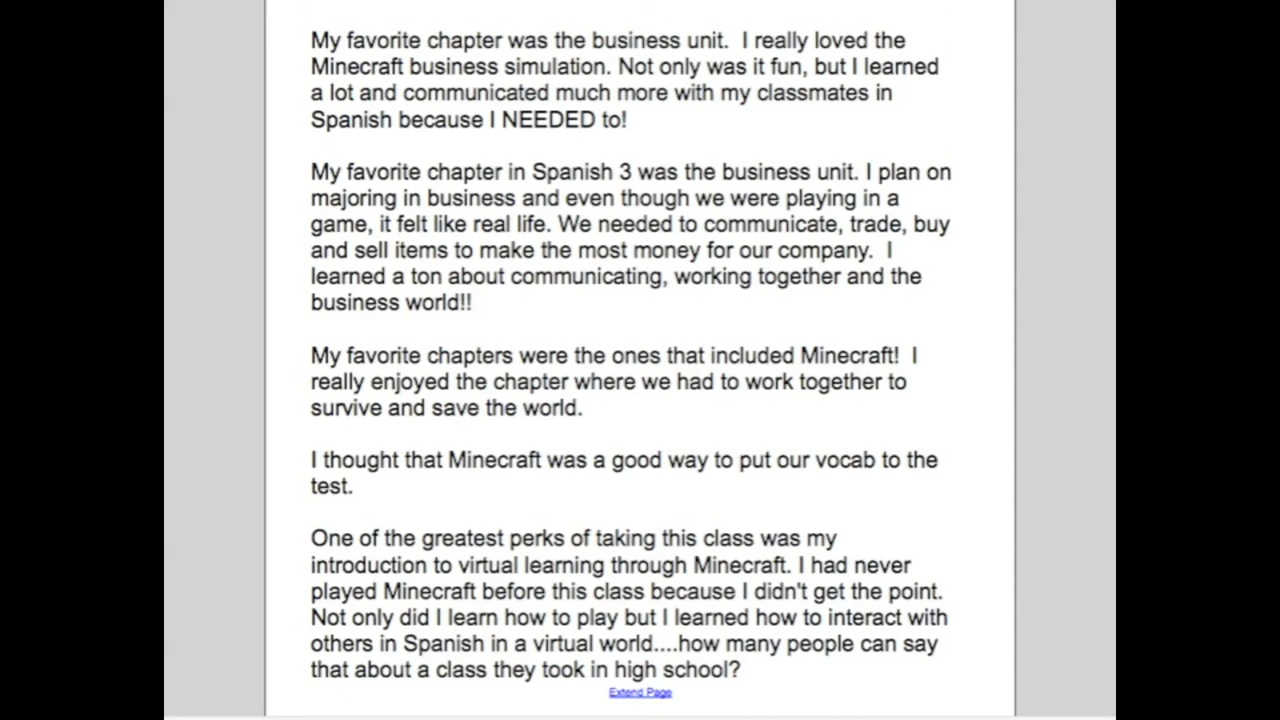 My favorite chapter was the business unit.  I really loved the
Minecraft business simulation. Not only was it fun, but I learned
a lot and communicated much more with my classmates in
Spanish because I NEEDED to!
My favorite chapter in Spanish 3 was the business unit. I plan on
majoring in business and even though we were playing in a
game, it felt like real life. We needed to communicate, trade, buy
and sell items to make the most money for our company.  I
learned a ton about communicating, working together and the
business world!!
My favorite chapters were the ones that included Minecraft!  I
really enjoyed the chapter where we had to work together to
survive and save the world.
I thought that Minecraft was a good way to put our vocab to the
test.
One of the greatest perks of taking this class was my
introduction to virtual learning through Minecraft. I had never
played Minecraft before this class because I didn't get the point.
Not only did I learn how to play but I learned how to interact with
others in Spanish in a virtual world....how many people can say
that about a class they took in high school?
Extend Page